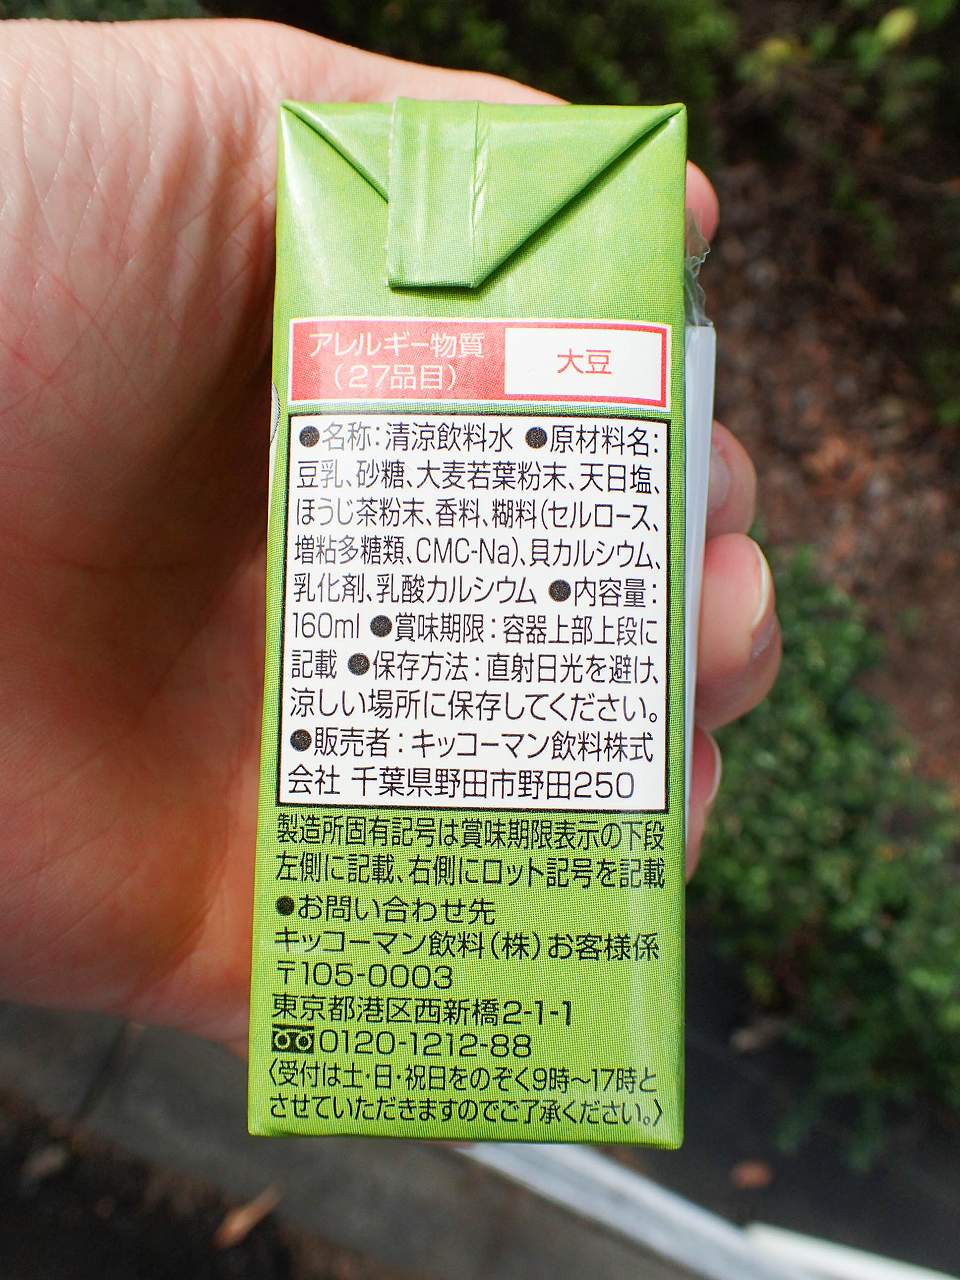 アレルギー物質
(27品目)
大豆
●名称:清涼飲料水 ●原材料名:
豆乳、砂糖、大麦若葉粉末、天日塩、
ほうじ茶粉末、香料、糊料(セルロース、
増粘多糖類、CMC-Na)、貝カルシウム、
乳化剤、乳酸カルシウム ●内容量:
160ml ●賞味期限:容器上部上段に
記載 ●保存方法:直射日光を避け、
涼しい場所に保存してください。
●販売者:キッコーマン飲料株式
会社 千葉県野田市野田250
製造所固有記号は賞味期限表示の下段
左側に記載、右側にロット記号を記載
●お問い合わせ先
キッコーマン飲料(株)お客様係
〒105-0003
東京都港区西新橋2-1-1
0120-1212-88
〈受付は土・日・祝日をのぞく9時~17時と
させていただきますのでご了承ください。〉